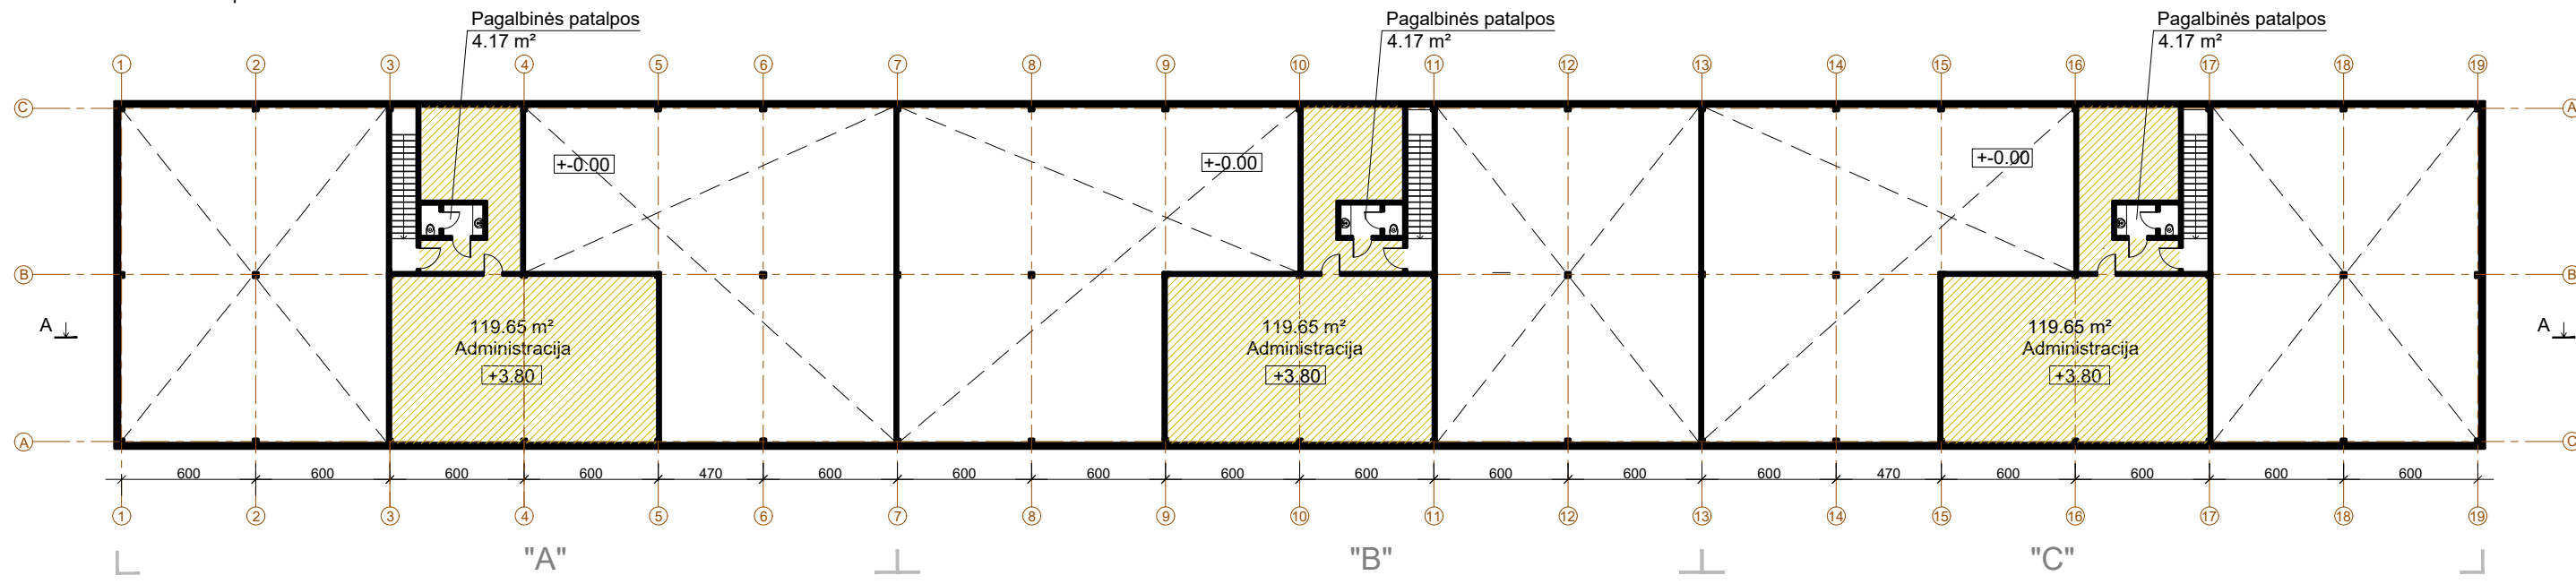 Pagalbinės patalpos
4.17 m²
Pagalbinės patalpos
4.17 m²
Pagalbinės patalpos
4.17 m²
1 2 3 4 5 6 7 8 9 10 11 12 13 14 15 16 17 18 19
C A
+-0.00 +-0.00 +-0.00
B B
A A
119.65 m²
Administracija
+3.80
119.65 m²
Administracija
+3.80
119.65 m²
Administracija
+3.80
A C
600 600 600 600 470 600 600 600 600 600 600 600 600 470 600 600 600 600
1 2 3 4 5 6 7 8 9 10 11 12 13 14 15 16 17 18 19
"A" "B" "C"